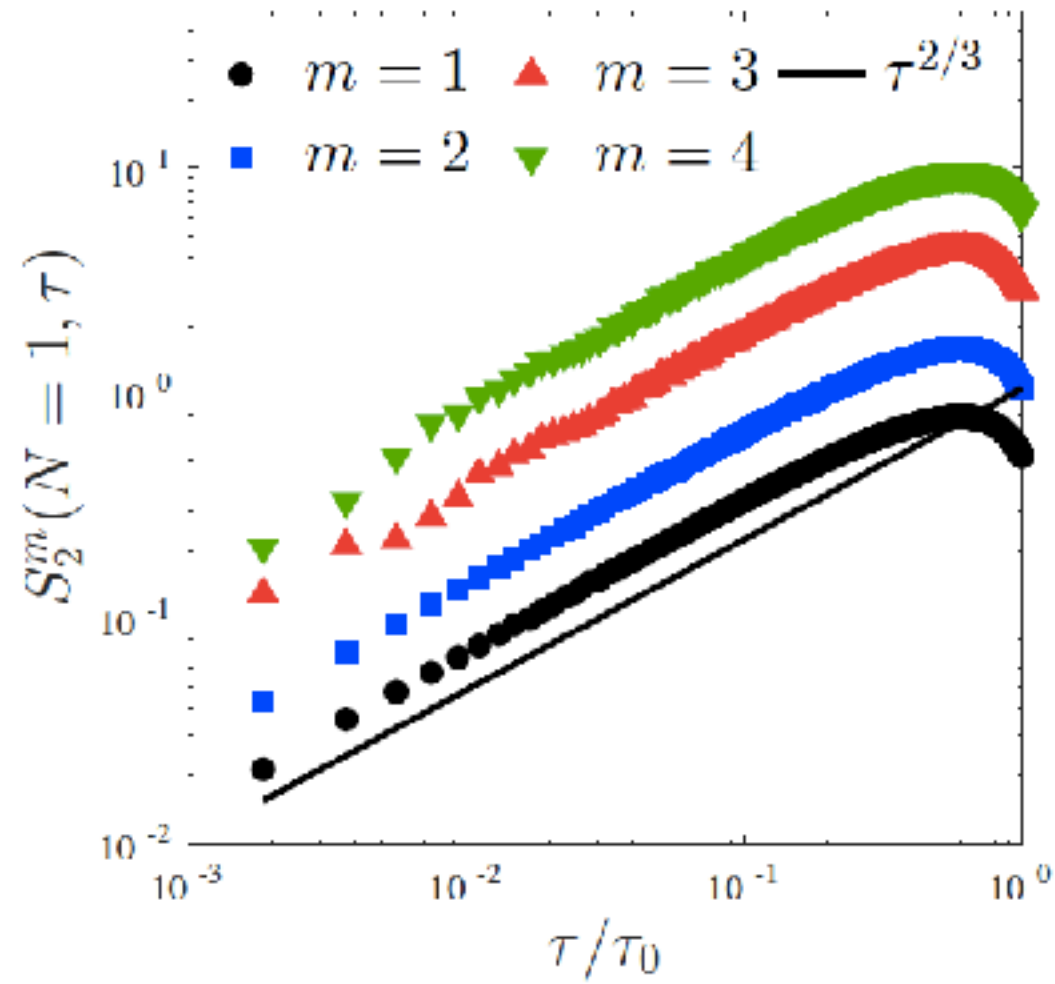 m = 1 m = 3 τ^{2/3}
m = 2 m = 4
10^1
10^0
10^{-1}
10^{-2}
S_2^m(N = 1, τ)
10^{-3} 10^{-2} 10^{-1} 10^0
τ/τ_0